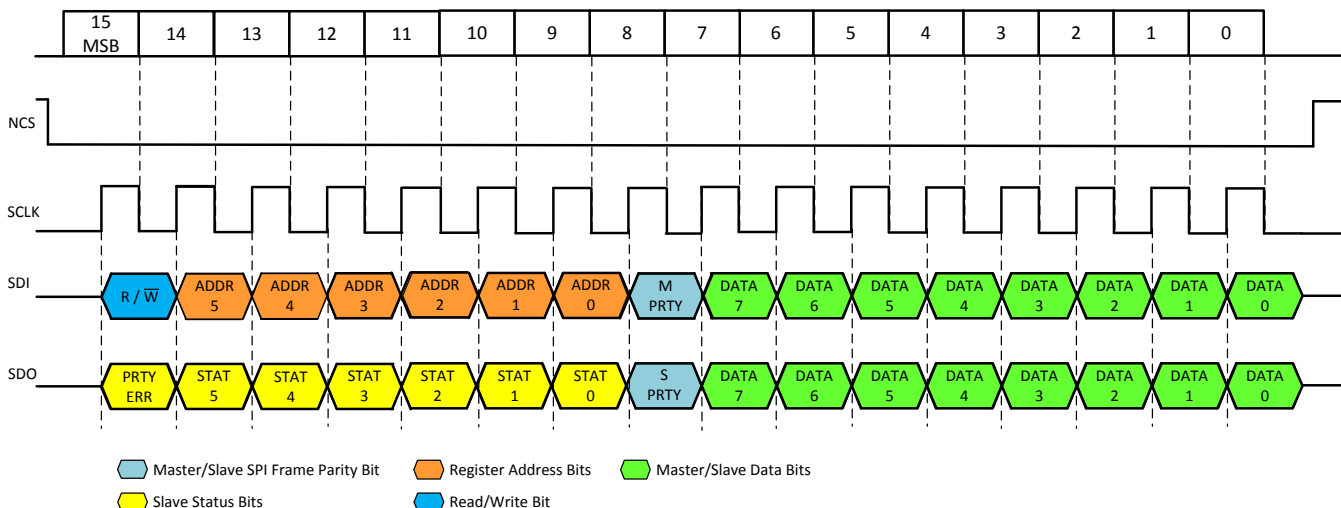 15 MSB 14 13 12 11 10 9 8 7 6 5 4 3 2 1 0
NCS
SCLK
SDI R / W̅ ADDR 5 ADDR 4 ADDR 3 ADDR 2 ADDR 1 ADDR 0 M PRTY DATA 7 DATA 6 DATA 5 DATA 4 DATA 3 DATA 2 DATA 1 DATA 0
SDO PRTY ERR STAT 5 STAT 4 STAT 3 STAT 2 STAT 1 STAT 0 S PRTY DATA 7 DATA 6 DATA 5 DATA 4 DATA 3 DATA 2 DATA 1 DATA 0
Master/Slave SPI Frame Parity Bit Register Address Bits Master/Slave Data Bits
Slave Status Bits Read/Write Bit